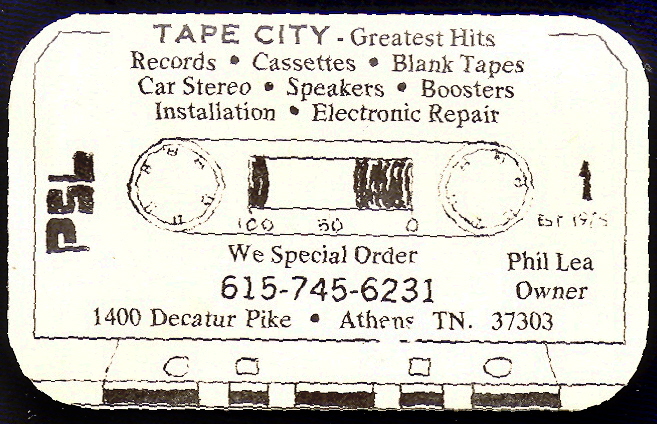 TAPE CITY - Greatest Hits
Records • Cassettes • Blank Tapes
Car Stereo • Speakers • Boosters
Installation • Electronic Repair
PSL
1
100 50 0
EST
We Special Order
Phil Lea
Owner
615-745-6231
1400 Decatur Pike • Athens TN. 37303